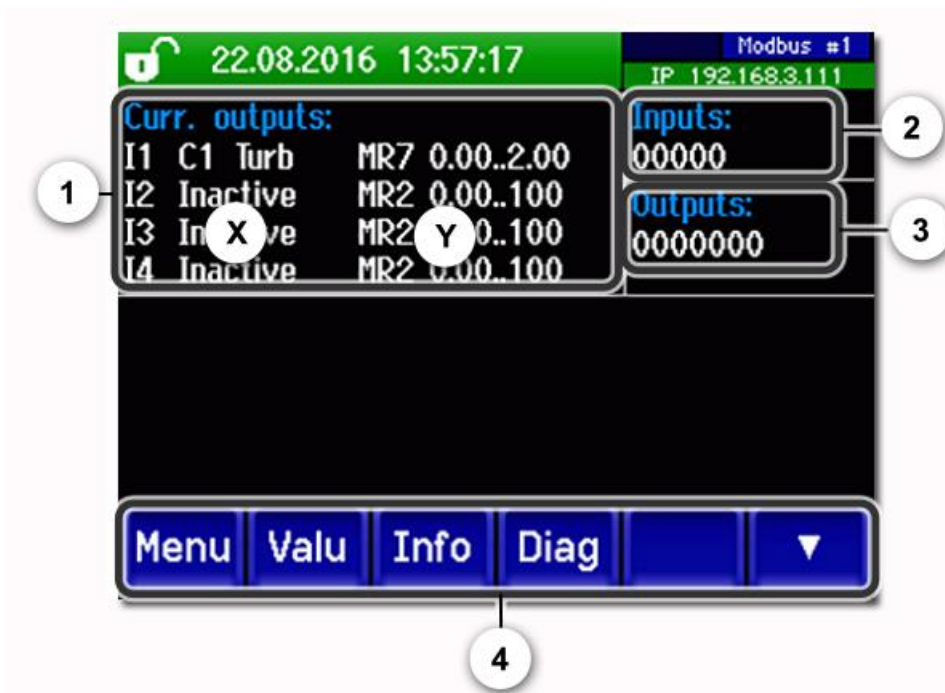 22.08.2016 13:57:17
Modbus #1
IP 192.168.3.111
Curr. outputs:
I1 C1 Turb MR7 0.00..2.00
I2 Inactive MR2 0.00..100
I3 In ve MR2 0..100
I4 Inactive MR2 0.00..100
Inputs:
00000
Outputs:
0000000
Menu Valu Info Diag ▼
1
2
3
4
X
Y